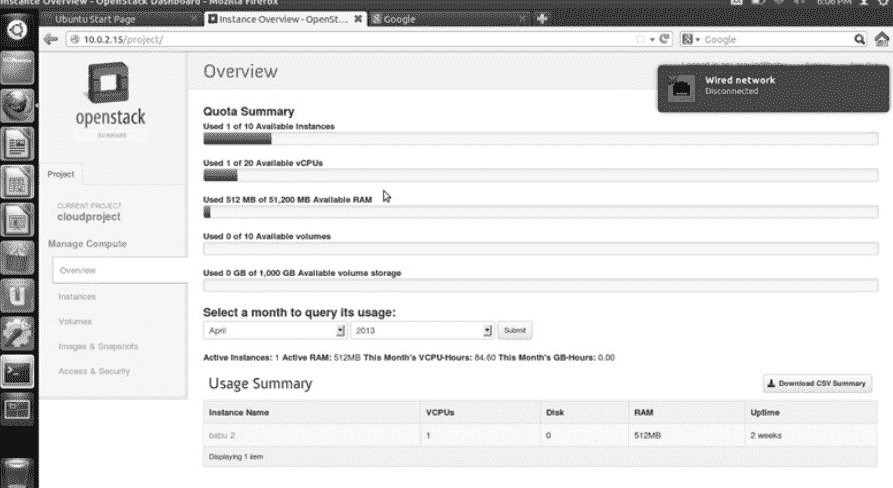 Instance Overview - OpenStack Dashboard - Mozilla Firefox
6:06 PM
Ubuntu Start Page
Instance Overview - OpenSt...
Google
10.0.2.15/project/
Google
openstack
DASHBOARD
Overview
Wired network
Disconnected
Project
CURRENT PROJECT
cloudproject
Manage Compute
Overview
Instances
Volumes
Images & Snapshots
Access & Security
Quota Summary
Used 1 of 10 Available Instances
Used 1 of 20 Available vCPUs
Used 512 MB of 51,200 MB Available RAM
Used 0 of 10 Available volumes
Used 0 GB of 1,000 GB Available volume storage
Select a month to query its usage:
April 2013 Submit
Active Instances: 1 Active RAM: 512MB This Month's VCPU-Hours: 84.60 This Month's GB-Hours: 0.00
Usage Summary
Download CSV Summary
Instance Name VCPUs Disk RAM Uptime
babu 2 1 0 512MB 2 weeks
Displaying 1 item